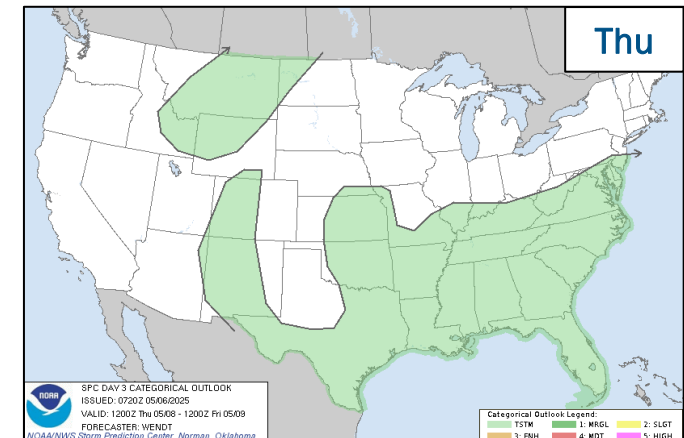 Thu
SPC DAY 3 CATEGORICAL OUTLOOK
ISSUED: 0720Z 05/06/2025
VALID: 1200Z Thu 05/08 - 1200Z Fri 05/09
FORECASTER: WENDT
NOAA/NWS Storm Prediction Center, Norman, Oklahoma
NOAA
Categorical Outlook Legend:
TSTM 1: MRGL 2: SLGT
3: ENH 4: MDT 5: HIGH